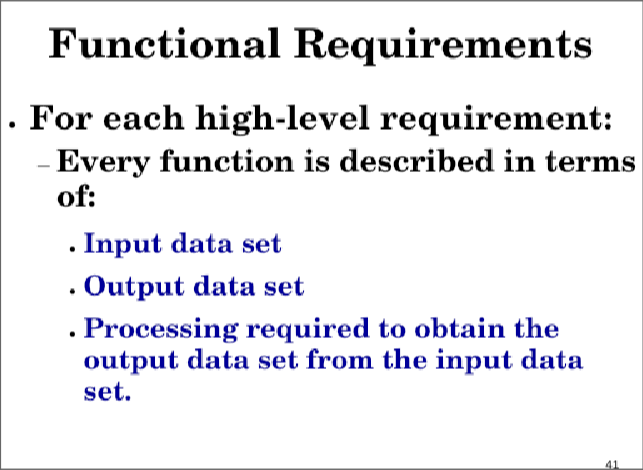 Functional Requirements
• For each high-level requirement:
– Every function is described in terms
of:
• Input data set
• Output data set
• Processing required to obtain the
output data set from the input data
set.
41